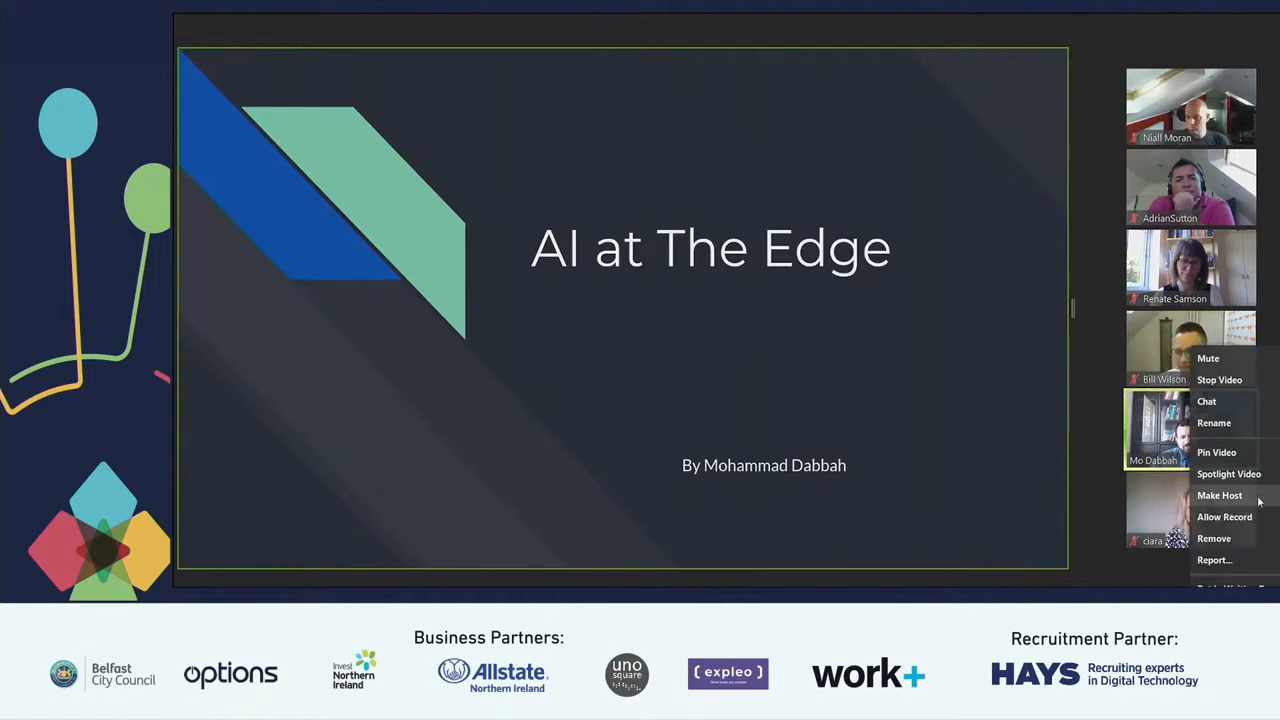 AI at The Edge
By Mohammad Dabbah
Niall Moran
AdrianSutton
Renate Samson
Bill Wilson
Mo Dabbah
ciara
Mute
Stop Video
Chat
Rename
Pin Video
Spotlight Video
Make Host
Allow Record
Remove
Report...
Business Partners:
Recruitment Partner:
Belfast
City Council
options
Invest
Northern
Ireland
Allstate
Northern Ireland
uno
square
{ expleo }
work+
HAYS
Recruiting experts
in Digital Technology